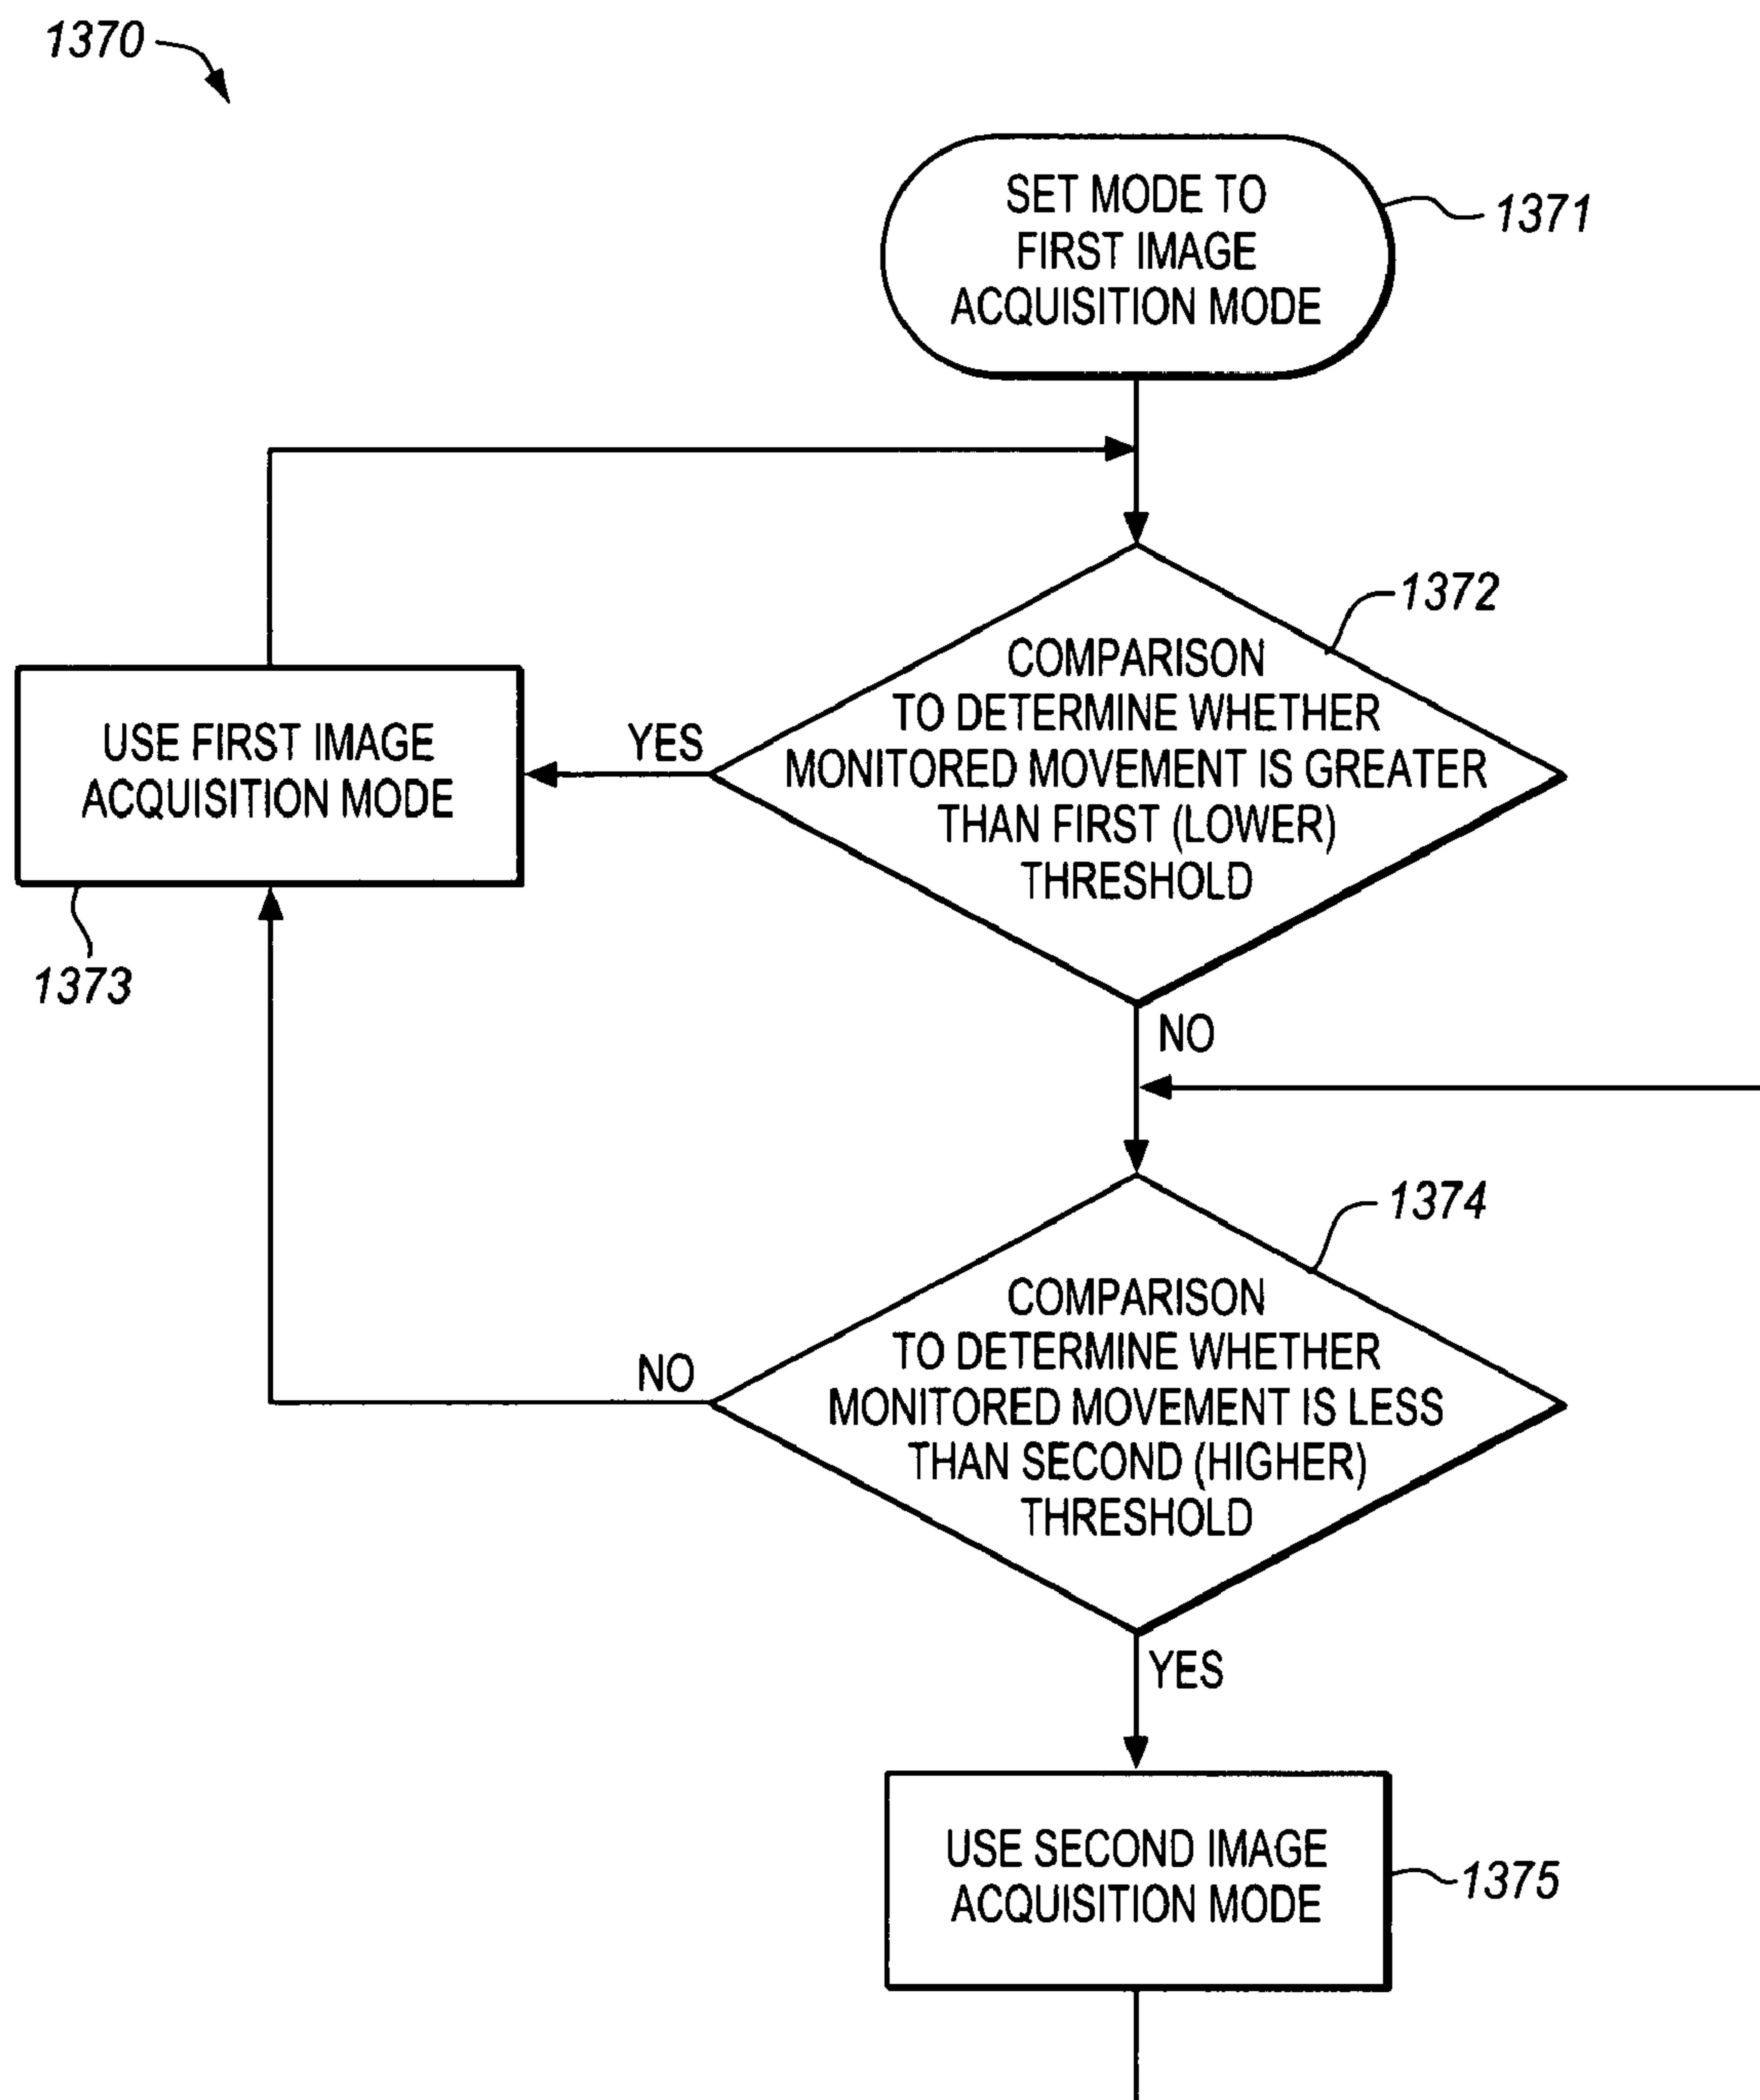 1370
SET MODE TO
FIRST IMAGE
ACQUISITION MODE
1371
1372
COMPARISON
TO DETERMINE WHETHER
MONITORED MOVEMENT IS GREATER
THAN FIRST (LOWER)
THRESHOLD
YES
USE FIRST IMAGE
ACQUISITION MODE
1373
NO
1374
COMPARISON
TO DETERMINE WHETHER
MONITORED MOVEMENT IS LESS
THAN SECOND (HIGHER)
THRESHOLD
NO
YES
USE SECOND IMAGE
ACQUISITION MODE
1375